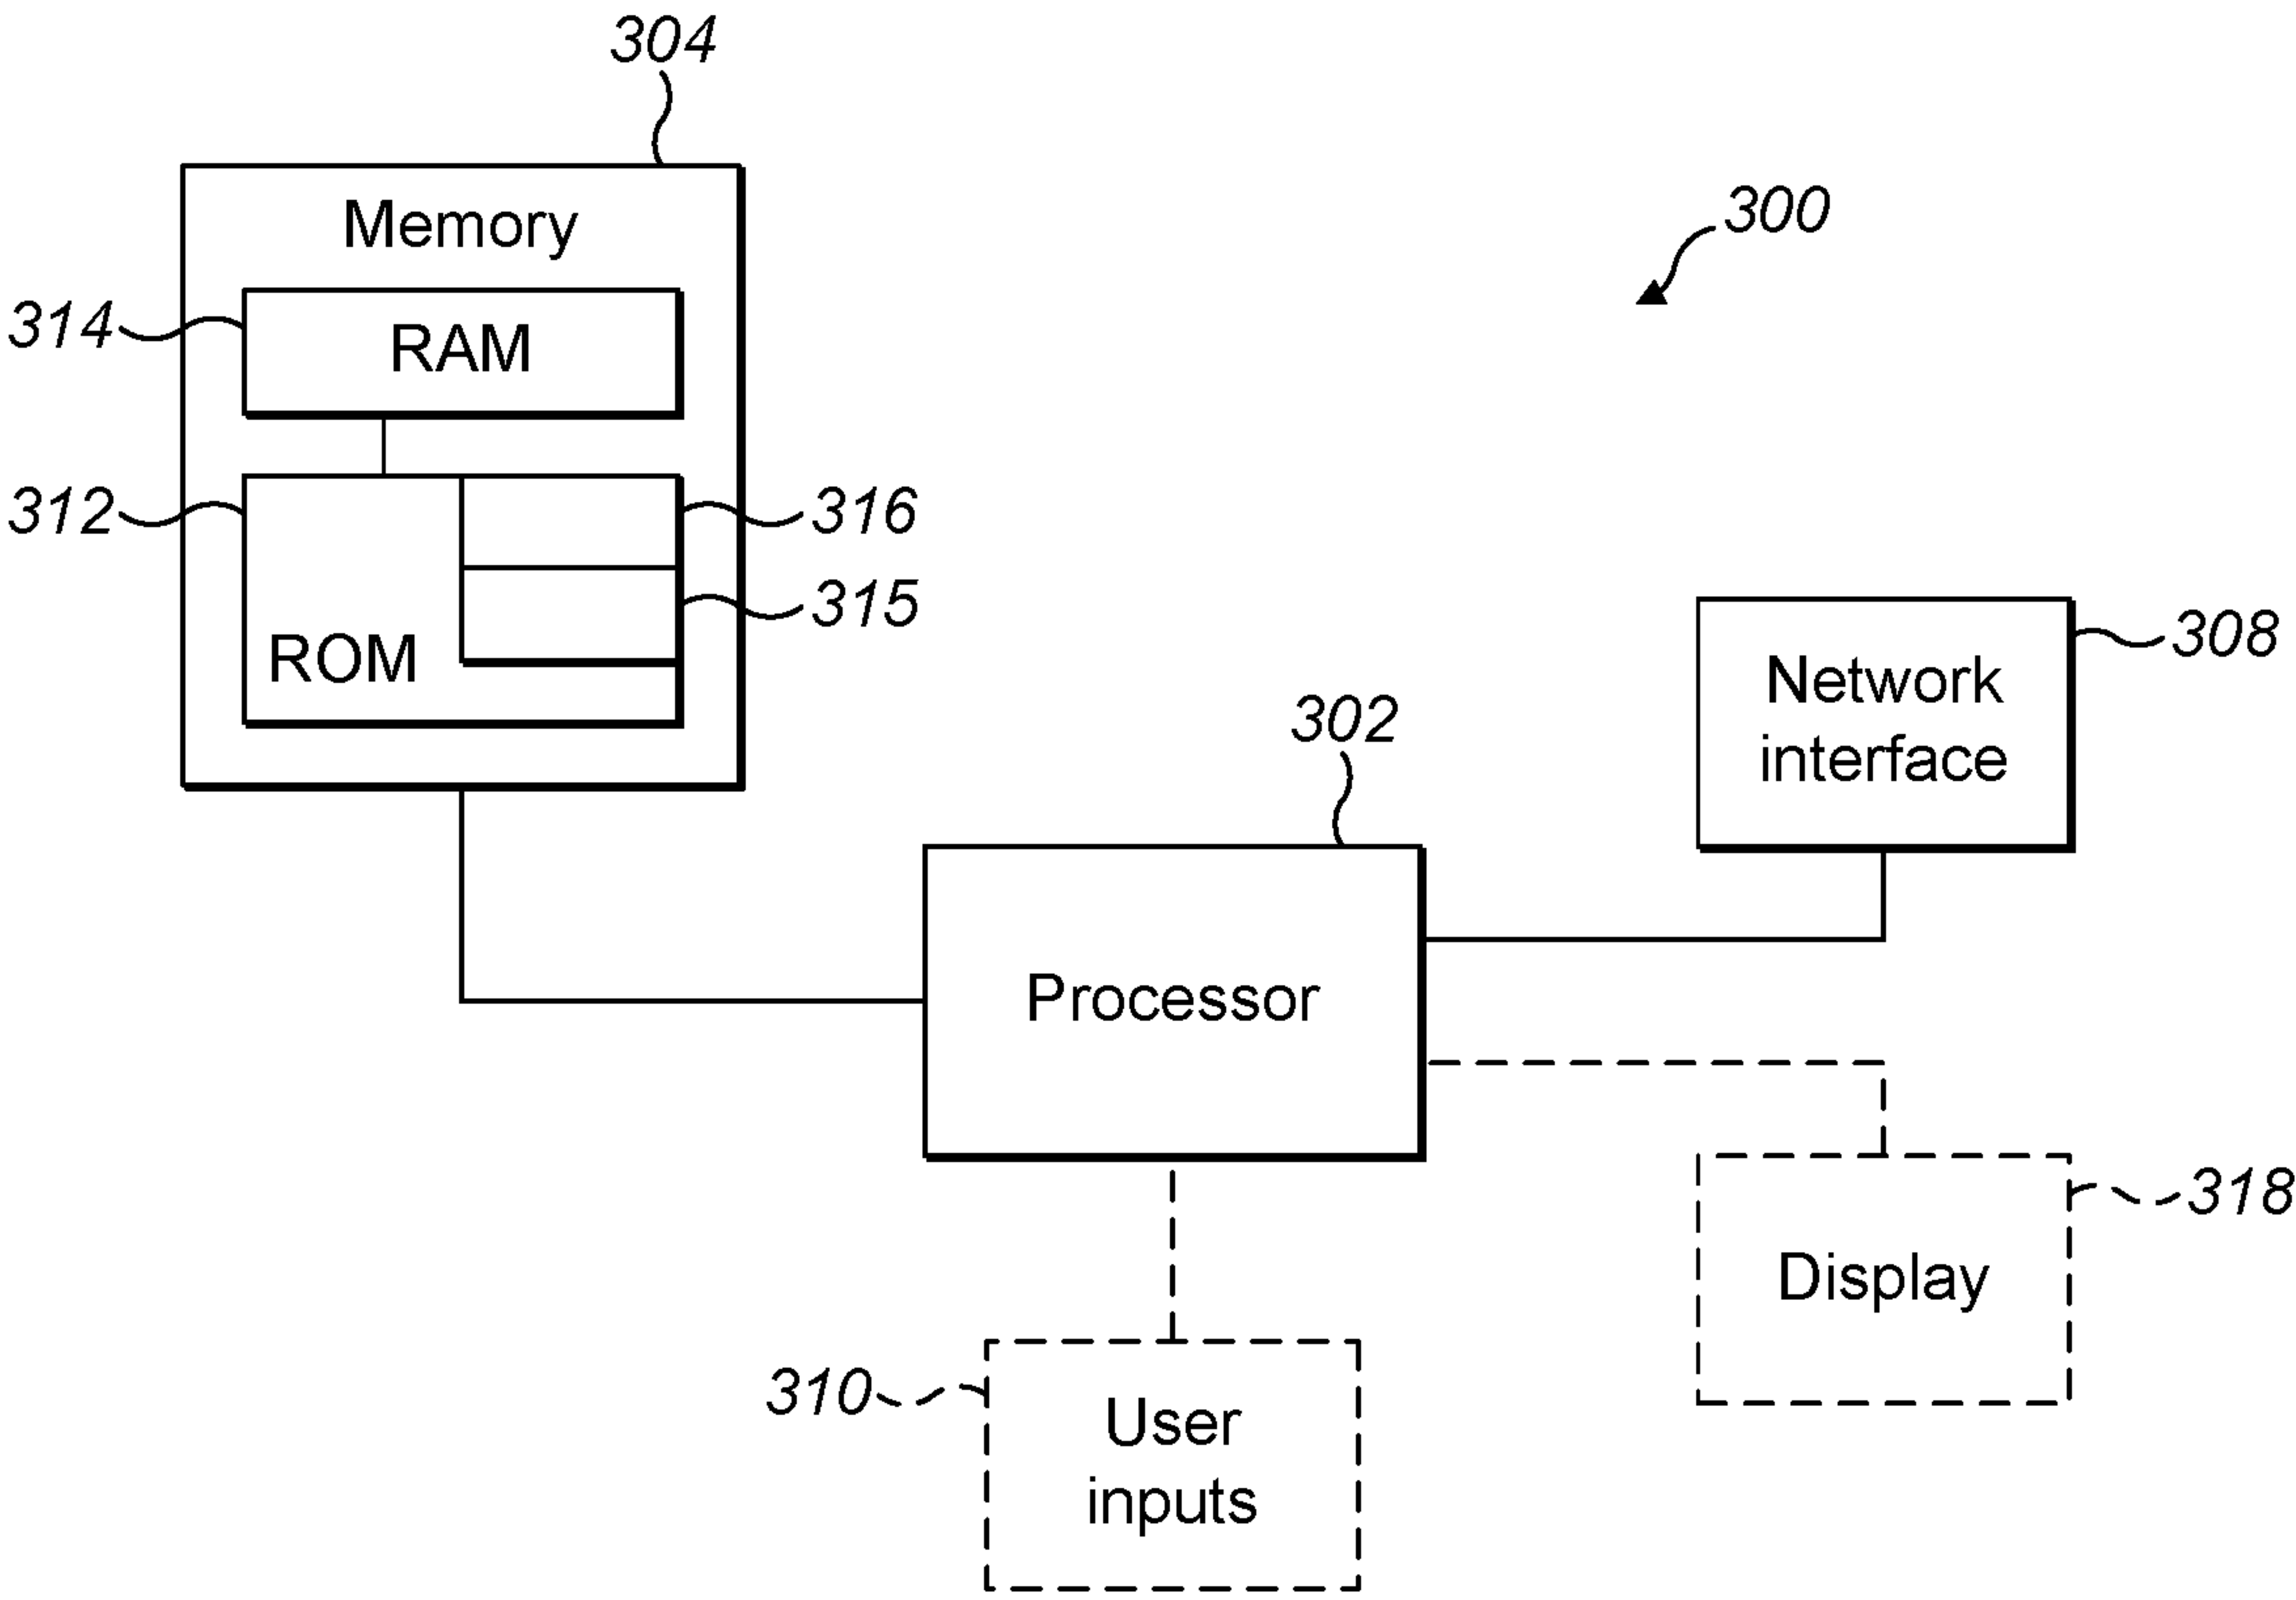 304
Memory
300
314
RAM
312
316
315
ROM
308
Network
interface
302
Processor
318
Display
310
User
inputs